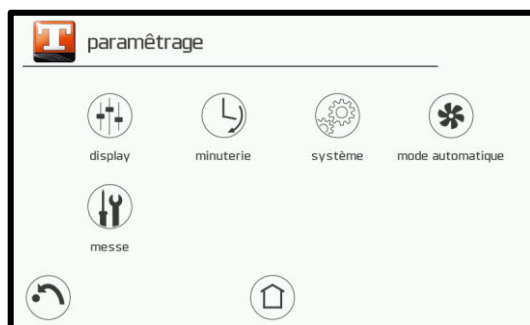 T
paramêtrage
display
minuterie
système
mode automatique
messe